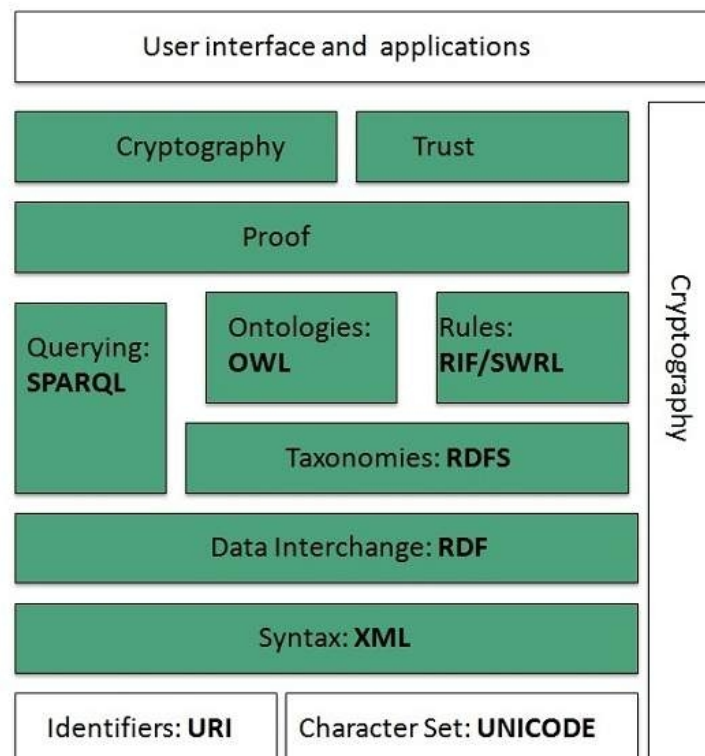 User interface and applications
Cryptography
Trust
Proof
Querying:
SPARQL
Ontologies:
OWL
Rules:
RIF/SWRL
Taxonomies: RDFS
Data Interchange: RDF
Syntax: XML
Identifiers: URI
Character Set: UNICODE
Cryptography